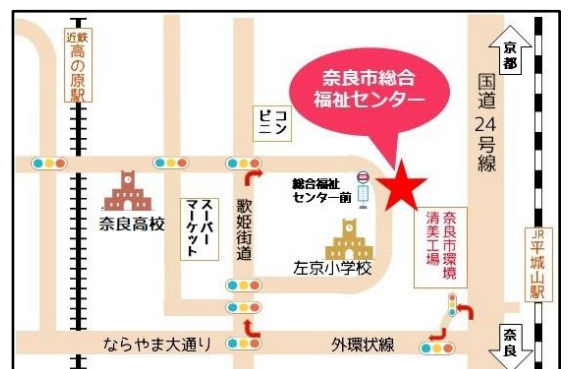 近鉄
高の原駅
奈良市総合
福祉センター
京都
国道24号線
コン
ビニ
総合福祉
センター前
奈良高校
スーパー
マーケット
歌姫街道
左京小学校
奈良市環境
清美工場
JR
平城山駅
ならやま大通り
外環状線
奈良